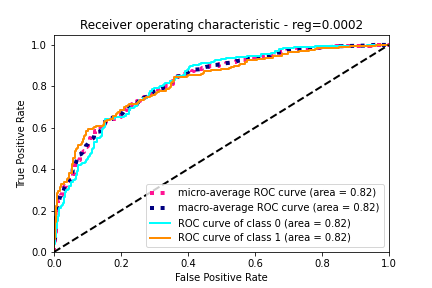 Receiver operating characteristic - reg=0.0002
True Positive Rate
1.0
0.8
0.6
0.4
0.2
0.0
micro-average ROC curve (area = 0.82)
macro-average ROC curve (area = 0.82)
ROC curve of class 0 (area = 0.82)
ROC curve of class 1 (area = 0.82)
0.0 0.2 0.4 0.6 0.8 1.0
False Positive Rate